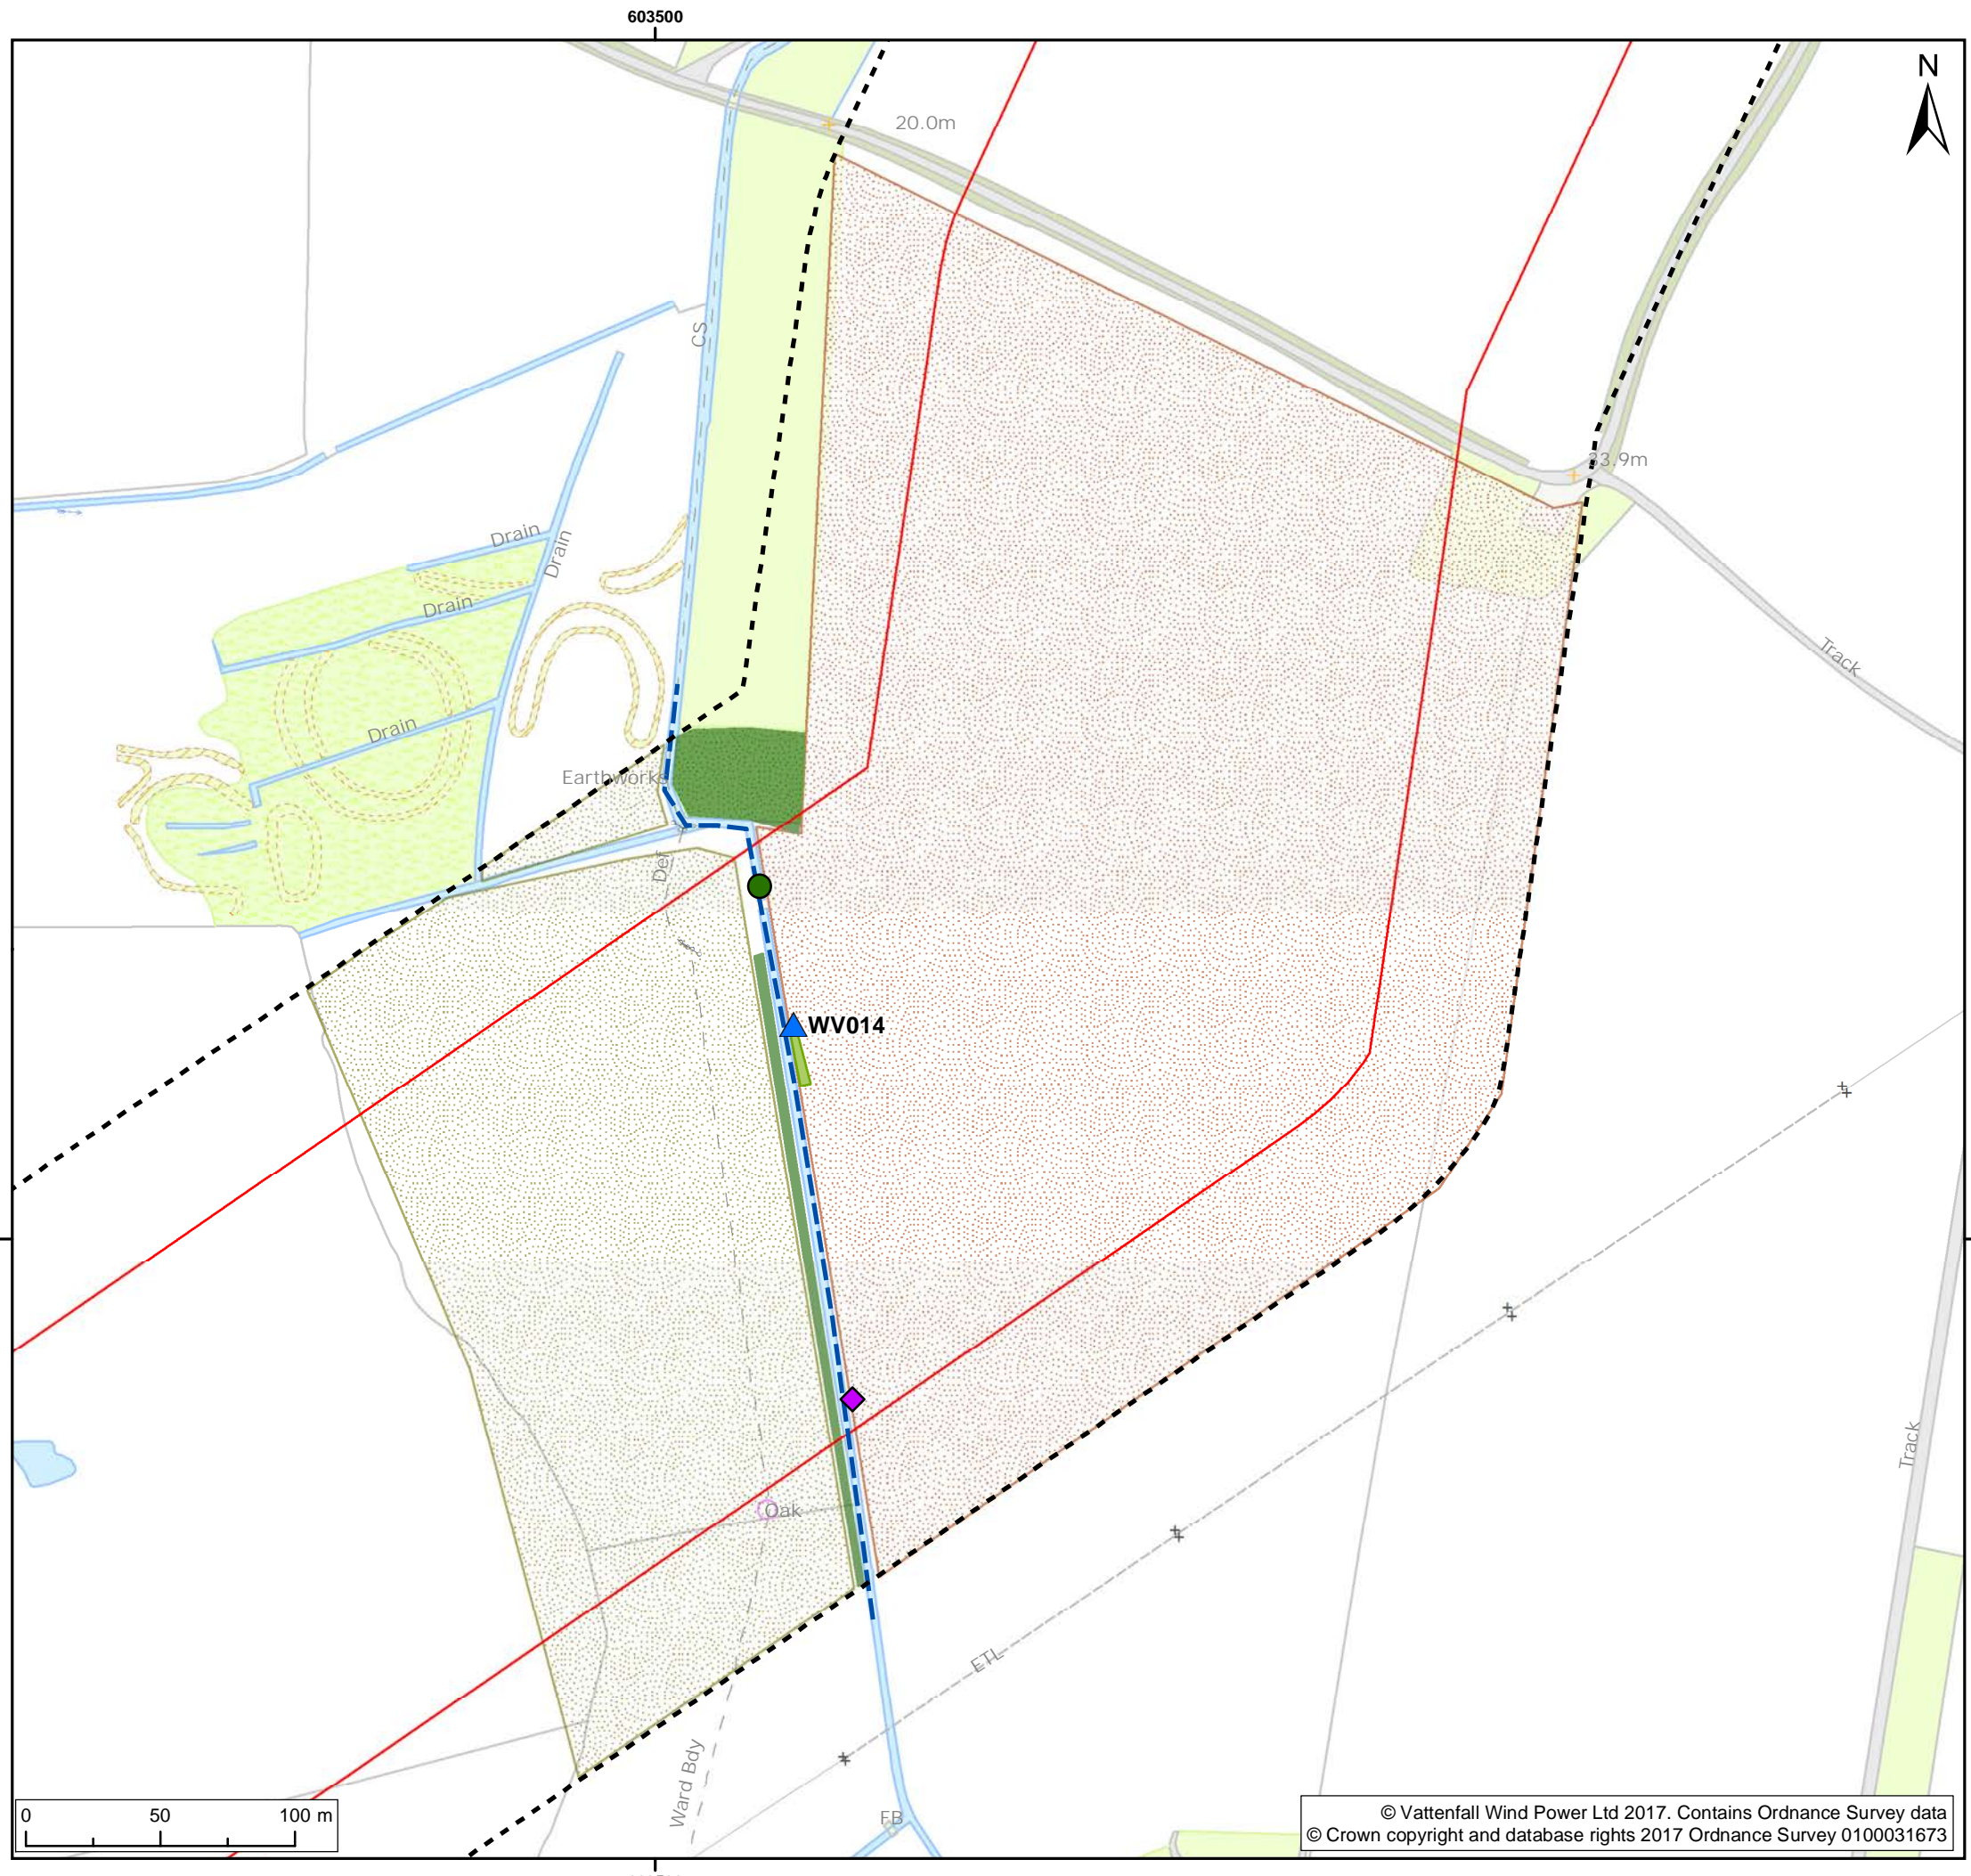 603500
N
20.0m
CS
33.9m
Drain
Drain
Drain
Track
Drain
Earthworks
Def
WV014
Track
Oak
ETL
Ward Bdy
FB
0 50 100 m
© Vattenfall Wind Power Ltd 2017. Contains Ordnance Survey data
© Crown copyright and database rights 2017 Ordnance Survey 0100031673